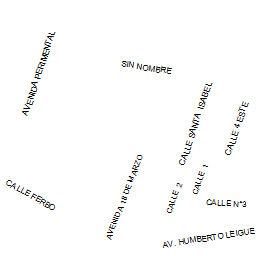 AVENIDA PERIMENTAL
SIN NOMBRE
CALLE SANTA ISABEL
CALLE 4 ESTE
AVENIDA 18 DE MARZO
CALLE 2
CALLE 1
CALLE FERBO
CALLE N°3
AV. HUMBERTO LEIGUE